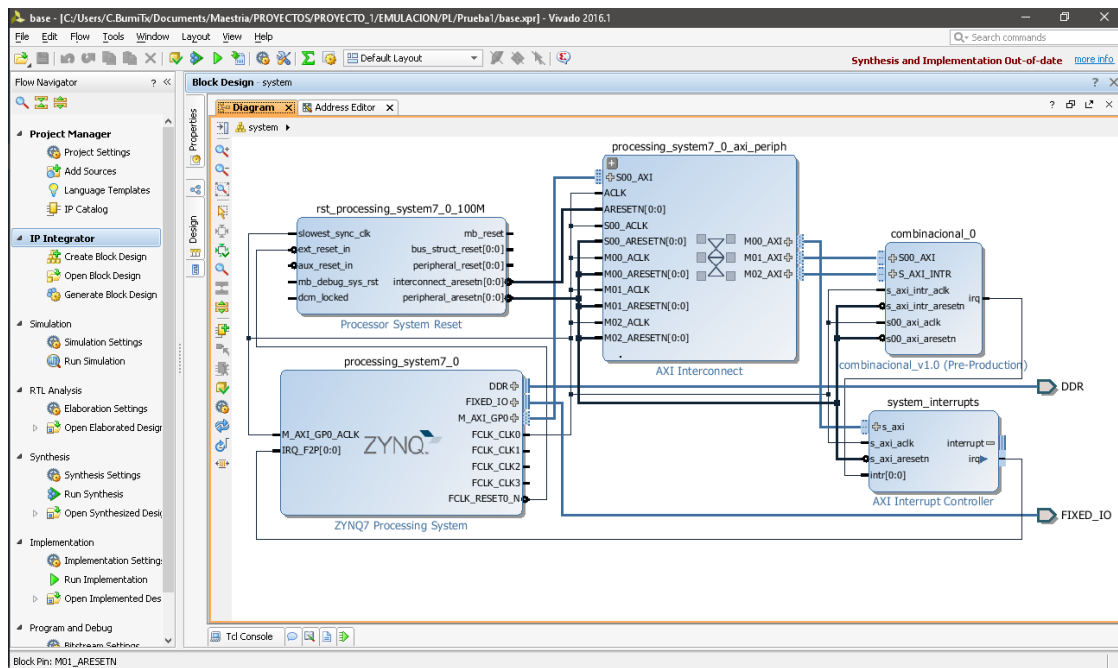 base - [C:/Users/C.BurniTx/Documents/Maestria/PROYECTOS/PROYECTO_1/EMULACION/PL/Prueba1/base.xpr] - Vivado 2016.1
File Edit Flow Tools Window Layout View Help
Search commands
Default Layout
Synthesis and Implementation Out-of-date more info
Flow Navigator
Project Manager
Project Settings
Add Sources
Language Templates
IP Catalog
IP Integrator
Create Block Design
Open Block Design
Generate Block Design
Simulation
Simulation Settings
Run Simulation
RTL Analysis
Elaboration Settings
Open Elaborated Design
Synthesis
Synthesis Settings
Run Synthesis
Open Synthesized Desi
Implementation
Implementation Setting
Run Implementation
Open Implemented Des
Program and Debug
Bitstream Settings
Block Design - system
Properties
Design
Diagram
Address Editor
system
rst_processing_system7_0_100M
slowest_sync_clk
ext_reset_in
aux_reset_in
mb_debug_sys_rst
dcm_locked
mb_reset
bus_struct_reset[0:0]
peripheral_reset[0:0]
interconnect_aresetn[0:0]
peripheral_aresetn[0:0]
Processor System Reset
processing_system7_0
M_AXI_GP0_ACLK
IRQ_F2P[0:0]
ZYNQ
DDR
FIXED_IO
M_AXI_GP0
FCLK_CLK0
FCLK_CLK1
FCLK_CLK2
FCLK_CLK3
FCLK_RESET0_N
ZYNQ7 Processing System
processing_system7_0_axi_periph
S00_AXI
ACLK
ARESETN[0:0]
S00_ACLK
S00_ARESETN[0:0]
M00_ACLK
M00_ARESETN[0:0]
M01_ACLK
M01_ARESETN[0:0]
M02_ACLK
M02_ARESETN[0:0]
M00_AXI
M01_AXI
M02_AXI
AXI Interconnect
combinacional_0
S00_AXI
S_AXI_INTR
s_axi_intr_aclk
s_axi_intr_aresetn
s00_axi_aclk
s00_axi_aresetn
irq
combinacional_v1.0 (Pre-Production)
system_interrupts
s_axi
s_axi_aclk
s_axi_aresetn
intr[0:0]
interrupt
irq
AXI Interrupt Controller
DDR
FIXED_IO
Tcl Console
Block Pin: M01_ARESETN